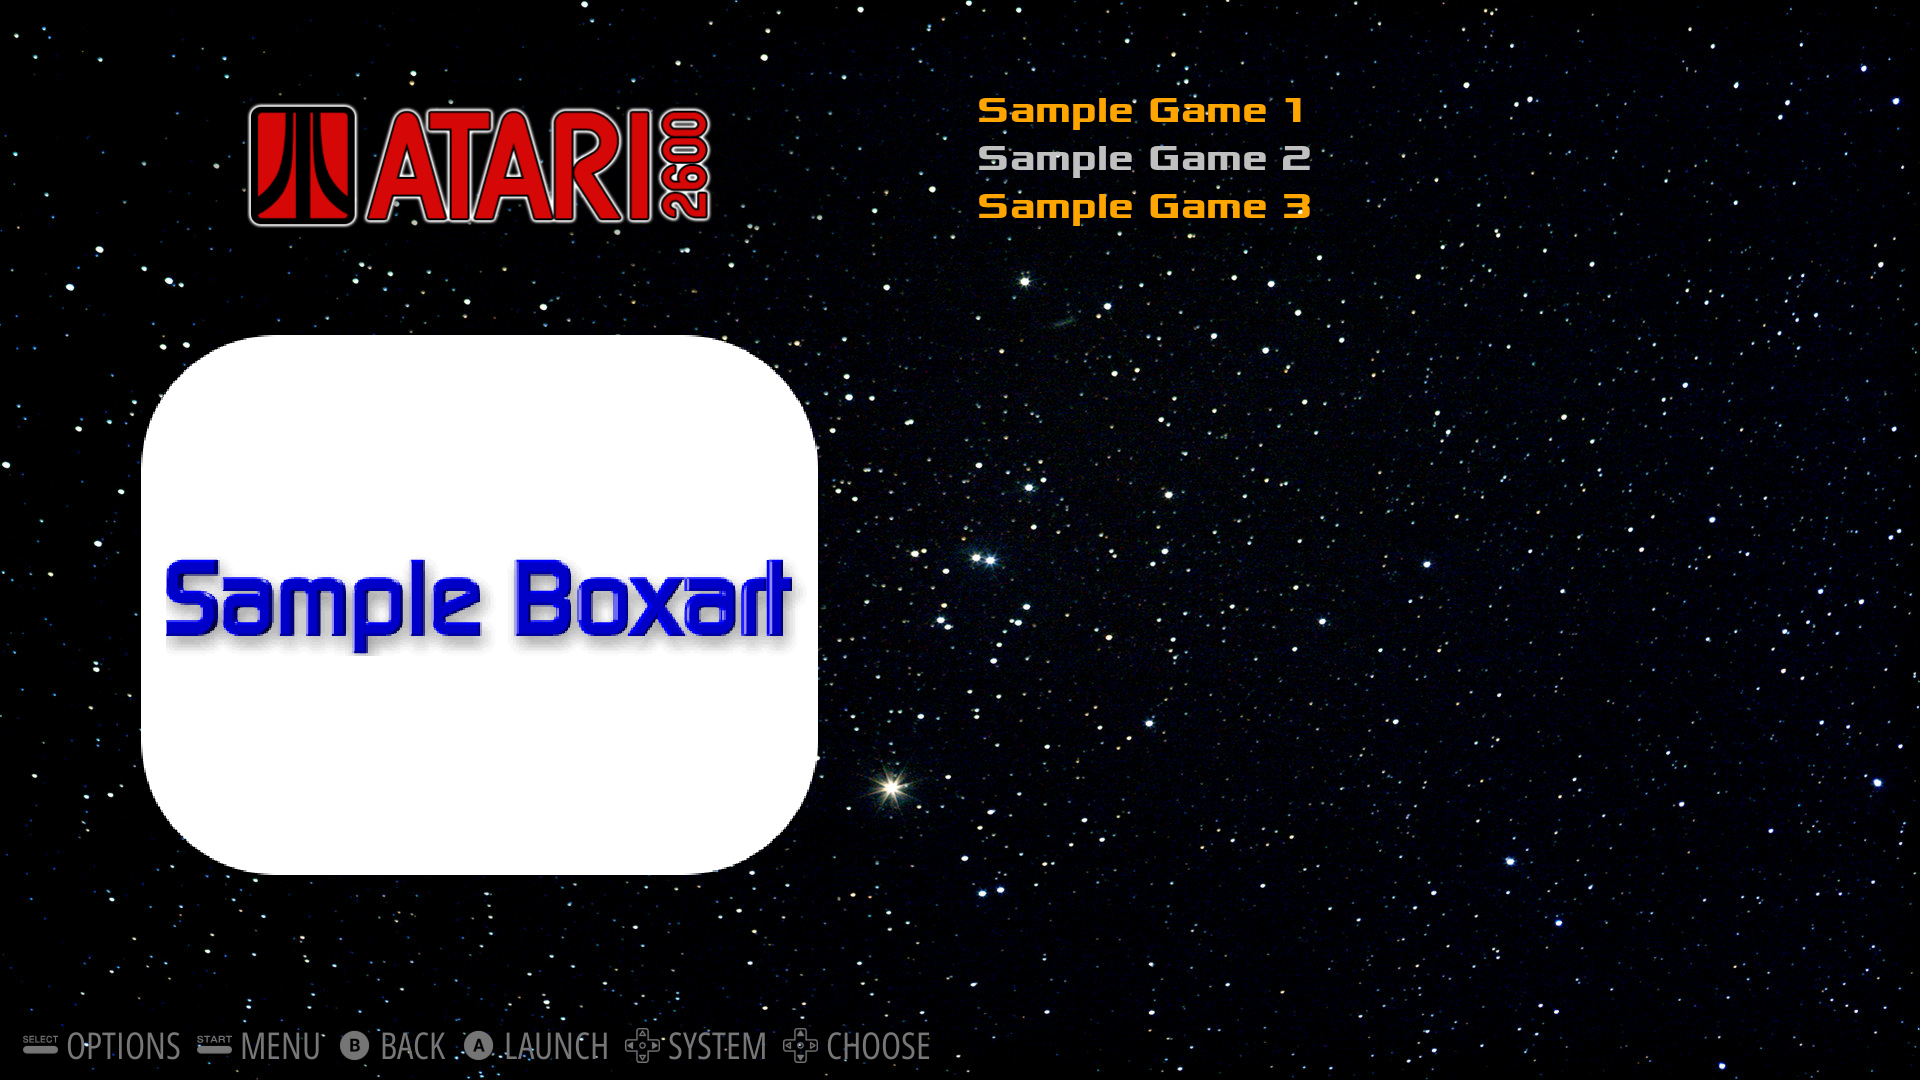 ATARI 2600
Sample Game 1
Sample Game 2
Sample Game 3
Sample Boxart
SELECT OPTIONS START MENU B BACK A LAUNCH SYSTEM CHOOSE